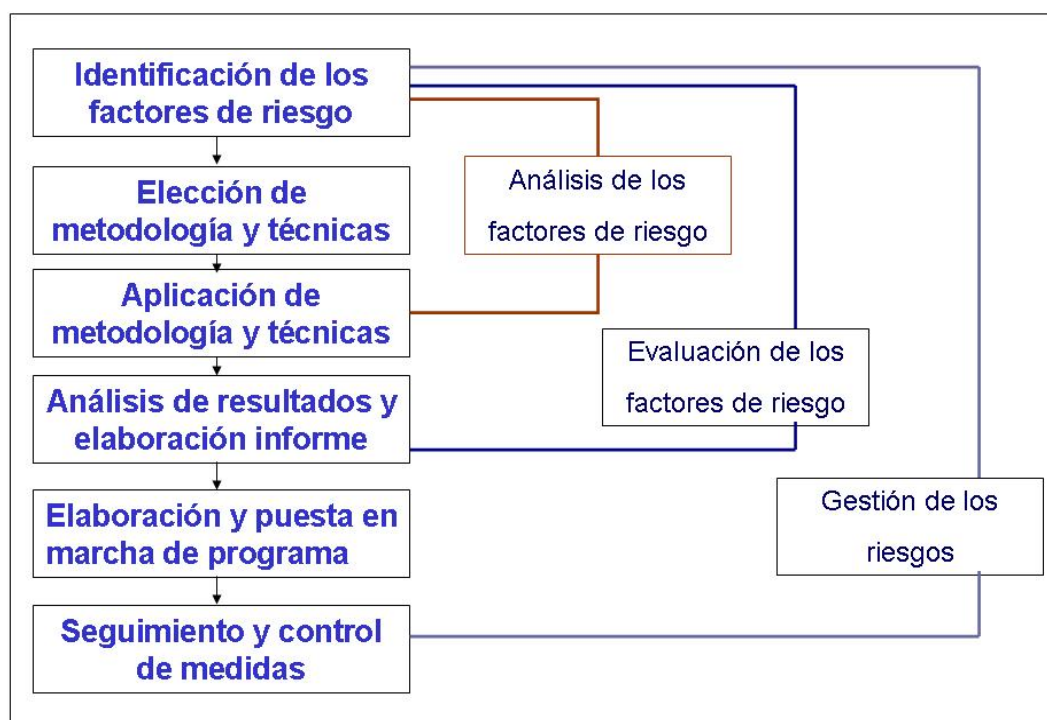 Identificación de los
factores de riesgo
Elección de
metodología y técnicas
Aplicación de
metodología y técnicas
Análisis de resultados y
elaboración informe
Elaboración y puesta en
marcha de programa
Seguimiento y control
de medidas
Análisis de los
factores de riesgo
Evaluación de los
factores de riesgo
Gestión de los
riesgos